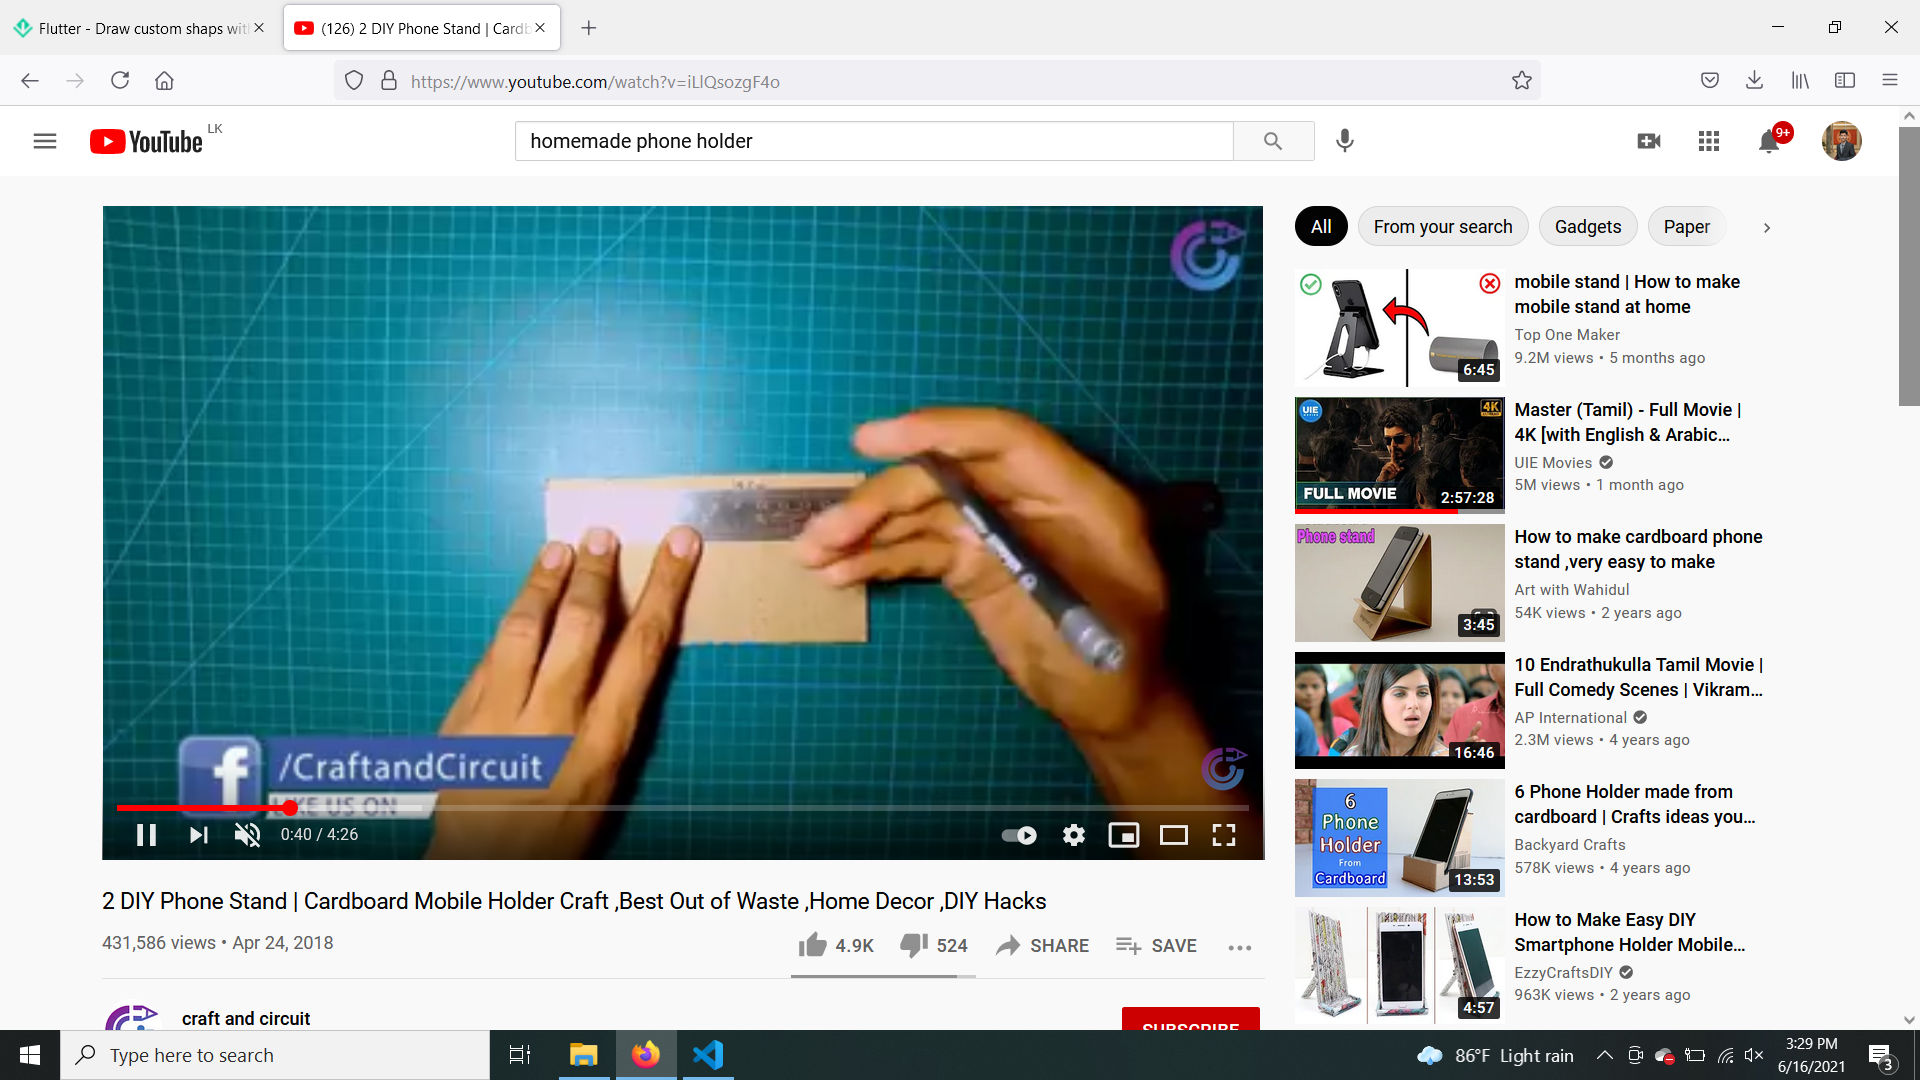 Flutter - Draw custom shaps wit
(126) 2 DIY Phone Stand | Cardb
https://www.youtube.com/watch?v=iLlQsozgF4o
YouTube LK
homemade phone holder
9+
All
From your search
Gadgets
Paper
/CraftandCircuit
LIKE US ON
0:40 / 4:26
2 DIY Phone Stand | Cardboard Mobile Holder Craft ,Best Out of Waste ,Home Decor ,DIY Hacks
431,586 views • Apr 24, 2018
4.9K
524
SHARE
SAVE
craft and circuit
SUBSCRIBE
6:45
mobile stand | How to make
mobile stand at home
Top One Maker
9.2M views • 5 months ago
UIE
4K
FULL MOVIE
2:57:28
Master (Tamil) - Full Movie |
4K [with English & Arabic...
UIE Movies
5M views • 1 month ago
Phone stand
3:45
How to make cardboard phone
stand ,very easy to make
Art with Wahidul
54K views • 2 years ago
16:46
10 Endrathukulla Tamil Movie |
Full Comedy Scenes | Vikram...
AP International
2.3M views • 4 years ago
6
Phone
Holder
From
Cardboard
13:53
6 Phone Holder made from
cardboard | Crafts ideas you...
Backyard Crafts
578K views • 4 years ago
4:57
How to Make Easy DIY
Smartphone Holder Mobile...
EzzyCraftsDIY
963K views • 2 years ago
Type here to search
86°F Light rain
3:29 PM
6/16/2021
3